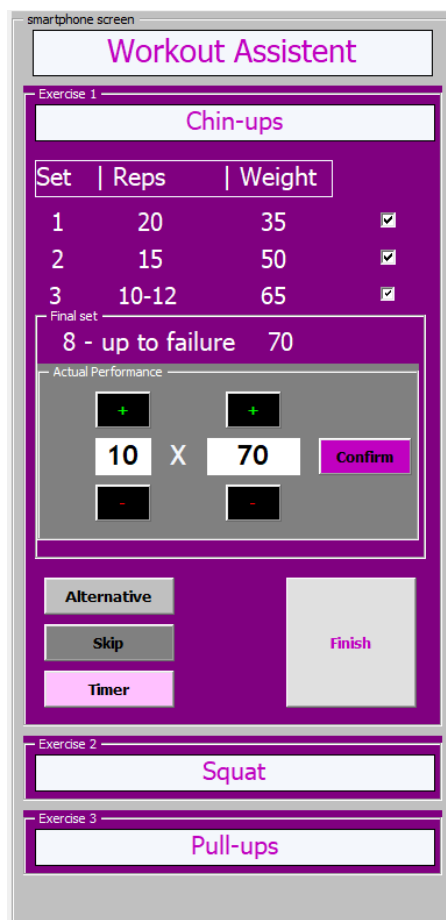 smartphone screen
Workout Assistent
Exercise 1
Chin-ups
Set | Reps | Weight
1 20 35
2 15 50
3 10-12 65
Final set
8 - up to failure 70
Actual Performance
+ +
10 X 70 Confirm
- -
Alternative
Skip
Finish
Timer
Exercise 2
Squat
Exercise 3
Pull-ups